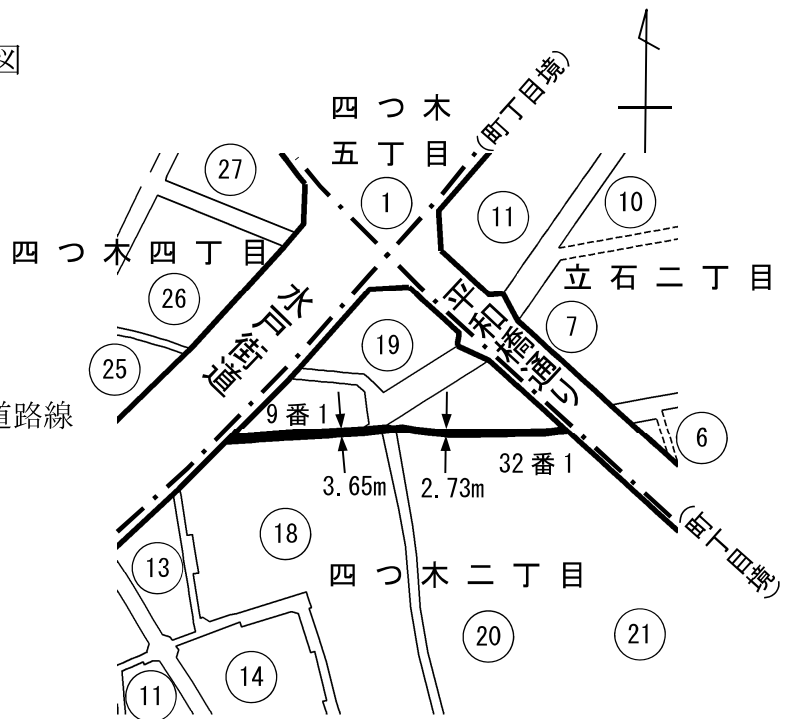 図
四つ木
五丁目
(町丁目境)
27
1
11
10
四つ木四丁目
立石二丁目
26
水戸街道
平和橋通り
7
19
25
道路線
9番1
6
32番1
3.65m
2.73m
18
(町丁目境)
13
四つ木二丁目
20
21
14
11